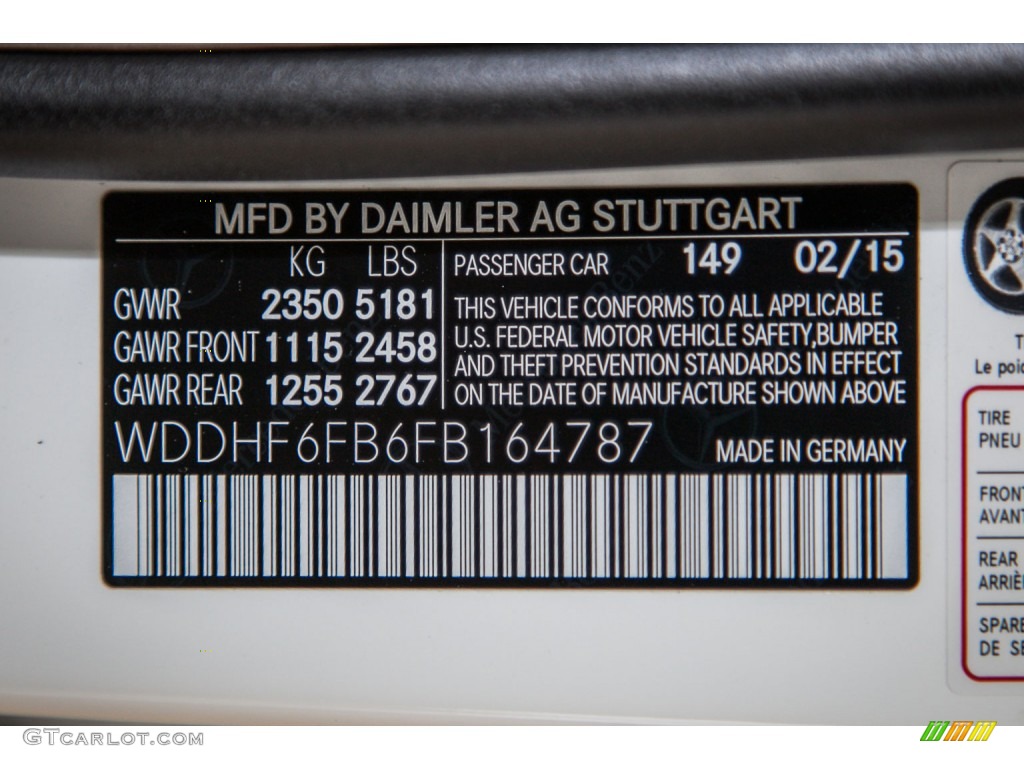 MFD BY DAIMLER AG STUTTGART
KG LBS
GVWR 2350 5181
GAWR FRONT 1115 2458
GAWR REAR 1255 2767
PASSENGER CAR 149 02/15
THIS VEHICLE CONFORMS TO ALL APPLICABLE
U.S. FEDERAL MOTOR VEHICLE SAFETY,BUMPER
AND THEFT PREVENTION STANDARDS IN EFFECT
ON THE DATE OF MANUFACTURE SHOWN ABOVE
WDDHF6FB6FB164787 MADE IN GERMANY
Le poi
TIRE
PNEU
FRONT
AVANT
REAR
ARRIÈ
SPARE
DE SE
GTCARLOT.COM